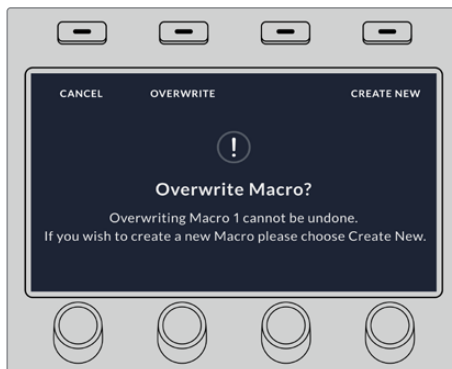 CANCEL OVERWRITE CREATE NEW
!
Overwrite Macro?
Overwriting Macro 1 cannot be undone.
If you wish to create a new Macro please choose Create New.